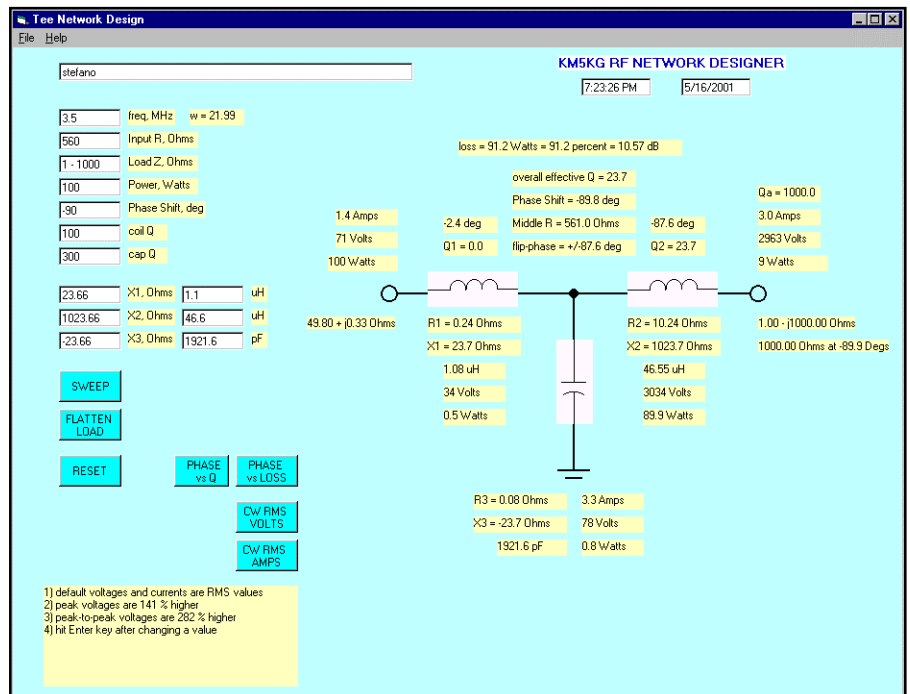 Tee Network Design
File Help
stefano
KM5KG RF NETWORK DESIGNER
7:23:26 PM 5/16/2001
3.5 freq, MHz w = 21.99
560 Input R, Ohms
1 - 1000 Load Z, Ohms
100 Power, Watts
-90 Phase Shift, deg
100 coil Q
300 cap Q
23.66 X1, Ohms 1.1 uH
1023.66 X2, Ohms 46.6 uH
-23.66 X3, Ohms 1921.6 pF
SWEEP
FLATTEN
LOAD
RESET
PHASE
vs Q
PHASE
vs LOSS
CW RMS
VOLTS
CW RMS
AMPS
loss = 91.2 Watts = 91.2 percent = 10.57 dB
overall effective Q = 23.7
Phase Shift = -89.8 deg
Middle R = 561.0 Ohms
flip-phase = +/-87.6 deg
1.4 Amps
71 Volts
100 Watts
-2.4 deg
Q1 = 0.0
-87.6 deg
Q2 = 23.7
Qa = 1000.0
3.0 Amps
2963 Volts
9 Watts
49.80 + j0.33 Ohms
R1 = 0.24 Ohms
X1 = 23.7 Ohms
1.08 uH
34 Volts
0.5 Watts
R2 = 10.24 Ohms
X2 = 1023.7 Ohms
46.55 uH
3034 Volts
89.9 Watts
1.00 - j1000.00 Ohms
1000.00 Ohms at -89.9 Degs
R3 = 0.08 Ohms
X3 = -23.7 Ohms
1921.6 pF
3.3 Amps
78 Volts
0.8 Watts
1) default voltages and currents are RMS values
2) peak voltages are 141 % higher
3) peak-to-peak voltages are 282 % higher
4) hit Enter key after changing a value